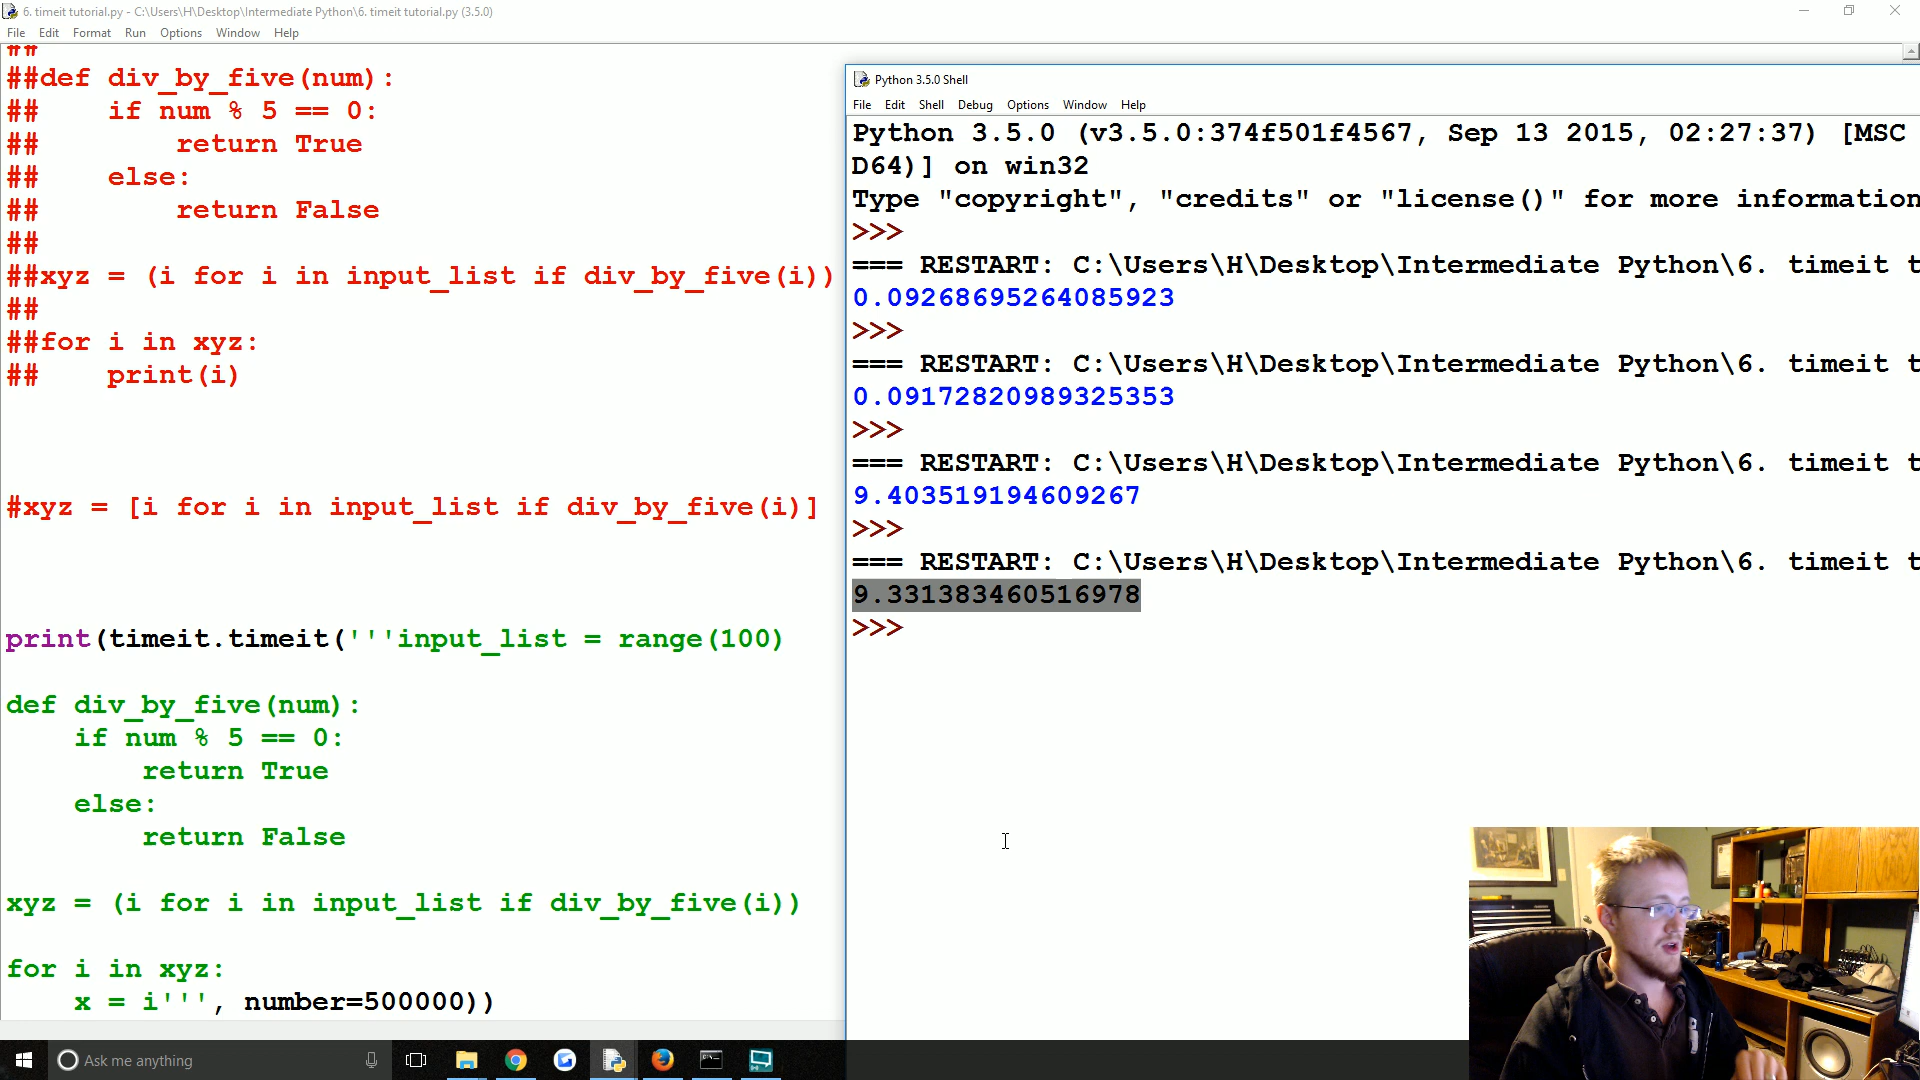 6. timeit tutorial.py - C:\Users\H\Desktop\Intermediate Python\6. timeit tutorial.py (3.5.0)
File Edit Format Run Options Window Help
##
##def div_by_five(num):
##    if num % 5 == 0:
##        return True
##    else:
##        return False
##
##xyz = (i for i in input_list if div_by_five(i))
##
##for i in xyz:
##    print(i)
#xyz = [i for i in input_list if div_by_five(i)]
print(timeit.timeit('''input_list = range(100)
def div_by_five(num):
    if num % 5 == 0:
        return True
    else:
        return False
xyz = (i for i in input_list if div_by_five(i))
for i in xyz:
    x = i''', number=500000))
Python 3.5.0 Shell
File Edit Shell Debug Options Window Help
Python 3.5.0 (v3.5.0:374f501f4567, Sep 13 2015, 02:27:37) [MSC
D64)] on win32
Type "copyright", "credits" or "license()" for more information
>>>
=== RESTART: C:\Users\H\Desktop\Intermediate Python\6. timeit t
0.09268695264085923
>>>
=== RESTART: C:\Users\H\Desktop\Intermediate Python\6. timeit t
0.09172820989325353
>>>
=== RESTART: C:\Users\H\Desktop\Intermediate Python\6. timeit t
9.403519194609267
>>>
=== RESTART: C:\Users\H\Desktop\Intermediate Python\6. timeit t
9.331383460516978
>>>
Ask me anything